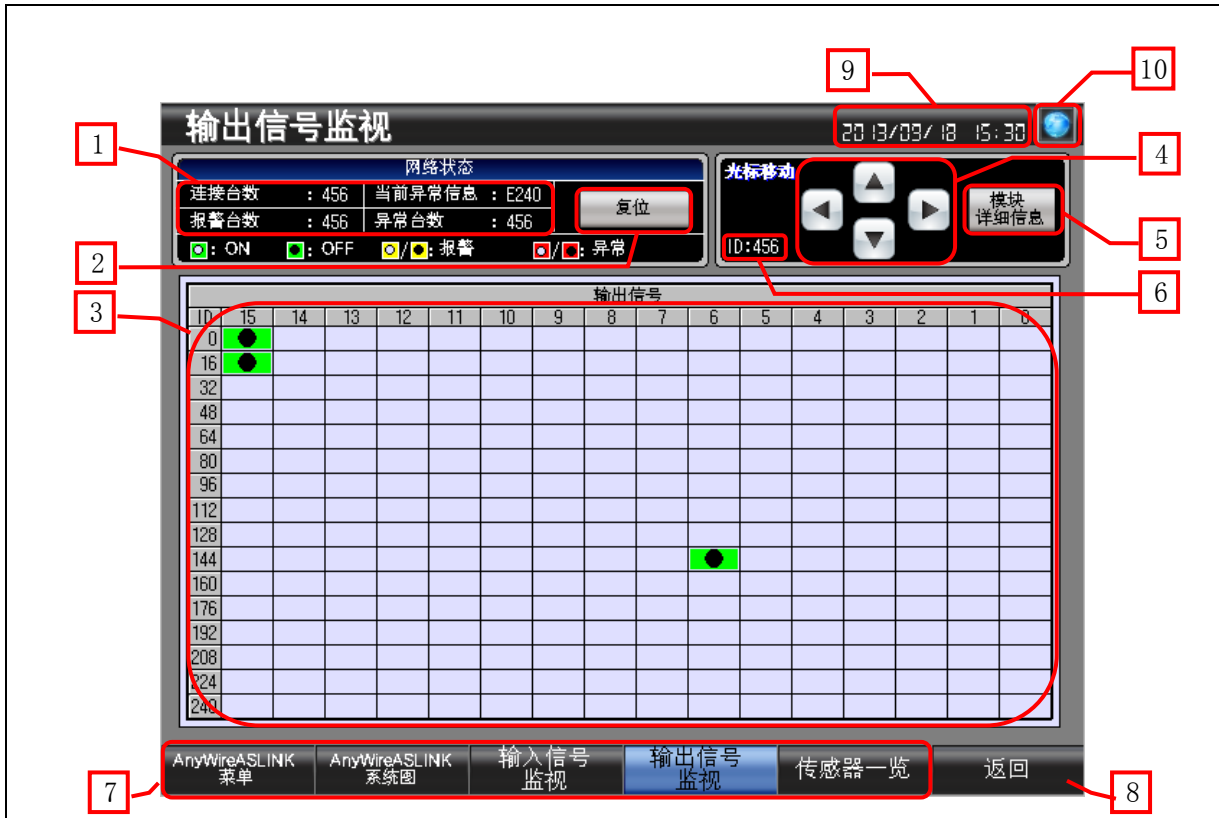 9
10
输出信号监视
2013/09/18 15:30
1
网络状态
连接台数 : 456 当前异常信息 : E240
报警台数 : 456 异常台数 : 456
: ON : OFF / : 报警 / : 异常
复位
光标移动
ID:456
模块
详细信息
4
5
2
6
3
输出信号
ID 15 14 13 12 11 10 9 8 7 6 5 4 3 2 1 0
0
16
32
48
64
80
96
112
128
144
160
176
192
208
224
240
AnyWireASLINK
菜单
AnyWireASLINK
系统图
输入信号
监视
输出信号
监视
传感器一览
返回
7
8